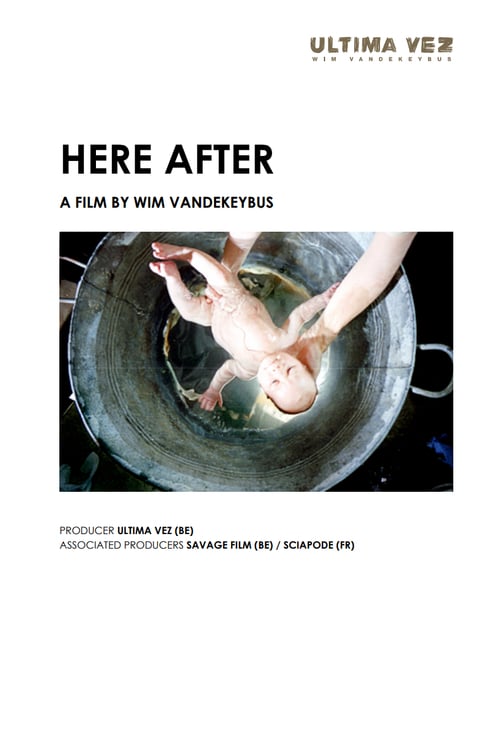 ULTIMA VEZ
WIM VANDEKEYBUS
HERE AFTER
A FILM BY WIM VANDEKEYBUS
PRODUCER ULTIMA VEZ (BE)
ASSOCIATED PRODUCERS SAVAGE FILM (BE) / SCIAPODE (FR)